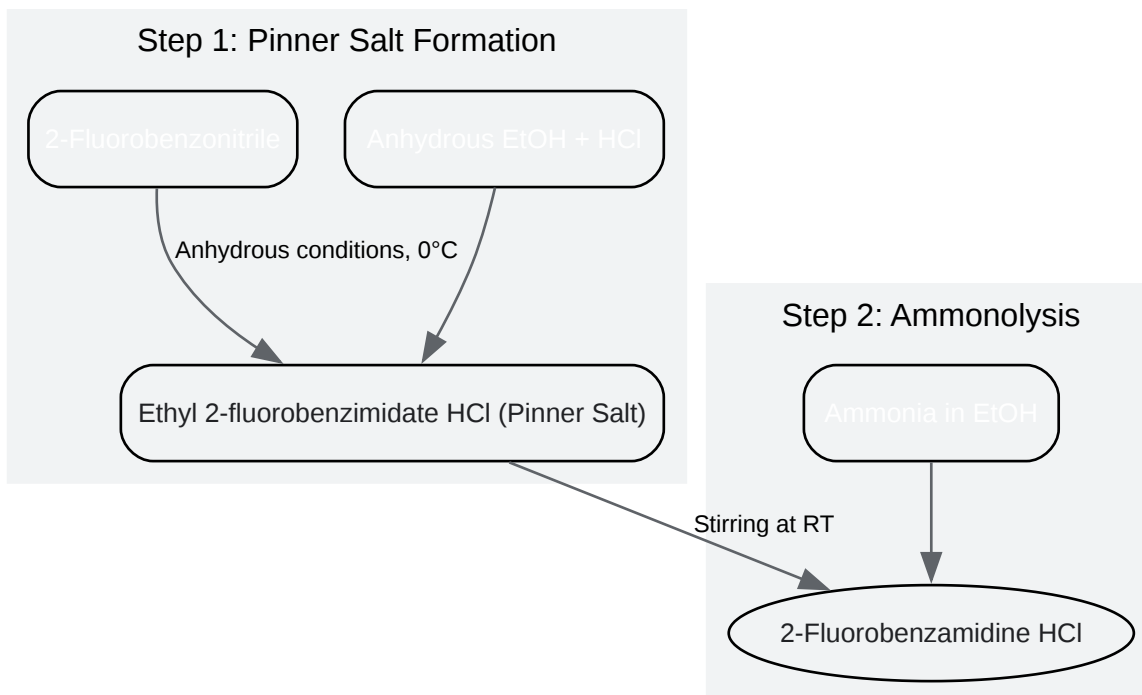 Step 1: Pinner Salt Formation
2-Fluorobenzonitrile
Anhydrous EtOH + HCl
Anhydrous conditions, 0°C
Ethyl 2-fluorobenzimidate HCl (Pinner Salt)
Step 2: Ammonolysis
Ammonia in EtOH
Stirring at RT
2-Fluorobenzamidine HCl